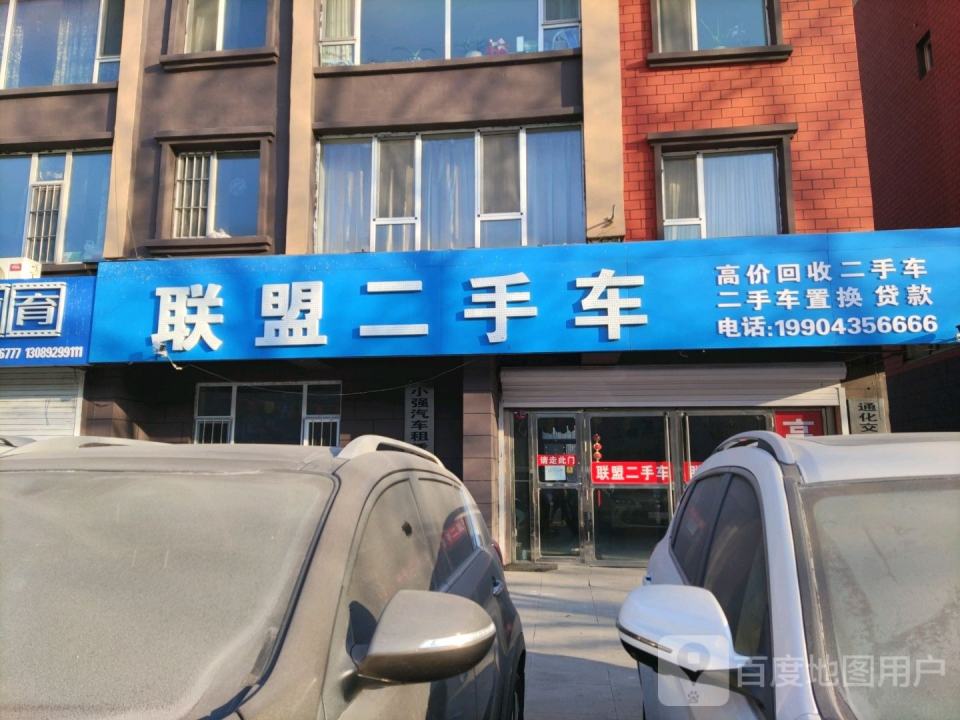 联盟二手车
高价回收二手车
二手车置换 贷款
电话:19904356666
育
6777 13089299111
小强汽车租
请走此门
联盟二手车
高
通化交
百度地图用户